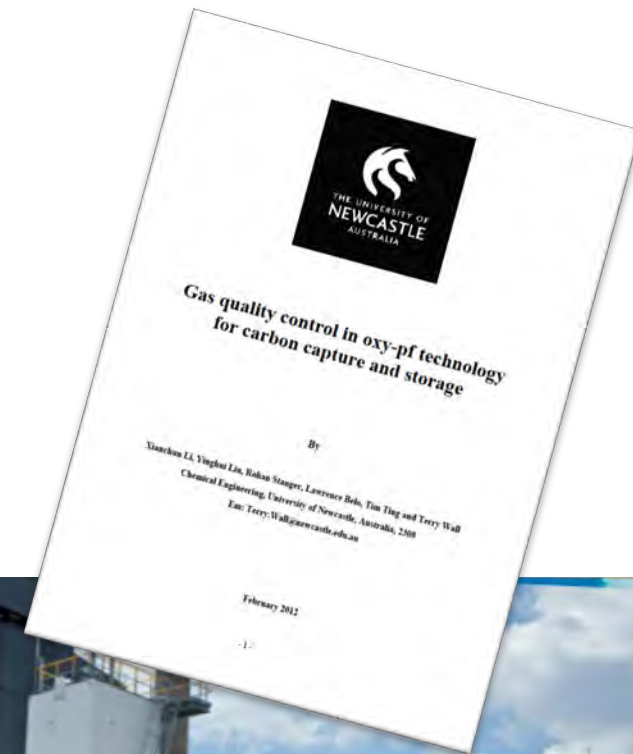 THE UNIVERSITY OF
NEWCASTLE
AUSTRALIA
Gas quality control in oxy-pf technology
for carbon capture and storage
By
Xianchun Li, Yinghui Liu, Rohan Stanger, Lawrence Belo, Tim Ting and Terry Wall
Chemical Engineering, University of Newcastle, Australia, 2308
Em: Terry.Wall@newcastle.edu.au
February 2012
- 1 -